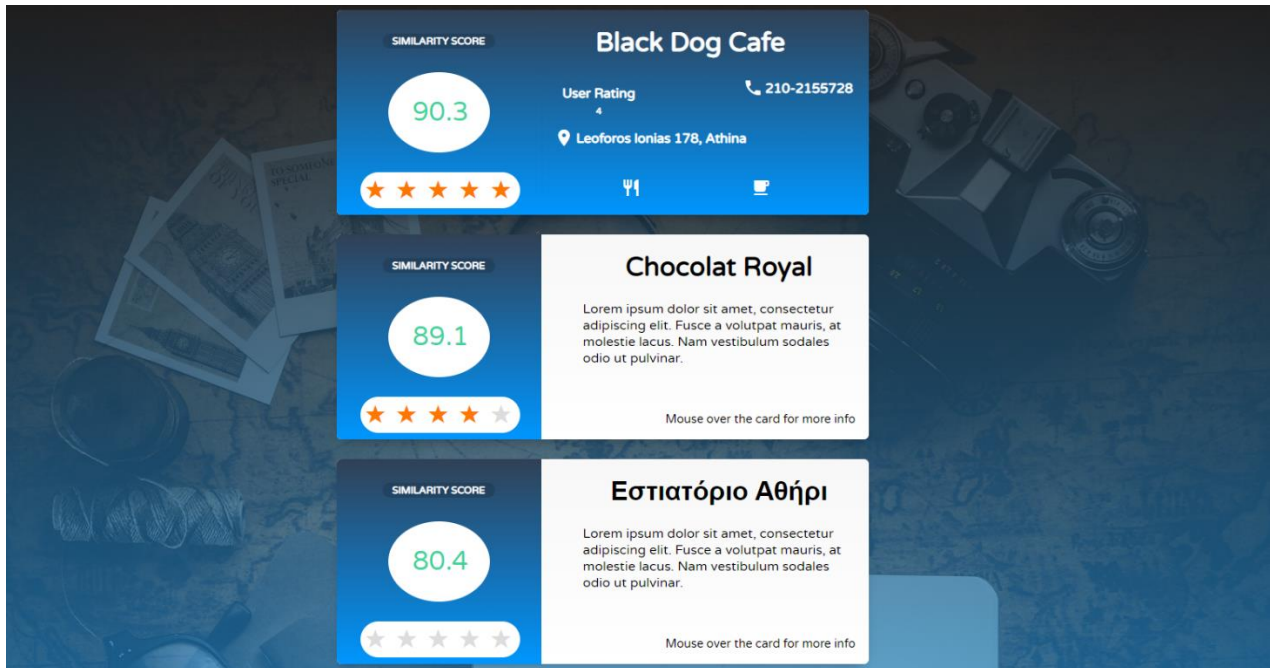 SIMILARITY SCORE
90.3
Black Dog Cafe
User Rating
4
210-2155728
Leoforos Ionias 178, Athina
SIMILARITY SCORE
89.1
Chocolat Royal
Lorem ipsum dolor sit amet, consectetur
adipiscing elit. Fusce a volutpat mauris, at
molestie lacus. Nam vestibulum sodales
odio ut pulvinar.
Mouse over the card for more info
SIMILARITY SCORE
80.4
Εστιατόριο Αθήρι
Lorem ipsum dolor sit amet, consectetur
adipiscing elit. Fusce a volutpat mauris, at
molestie lacus. Nam vestibulum sodales
odio ut pulvinar.
Mouse over the card for more info
TO SOMEONE
SPECIAL